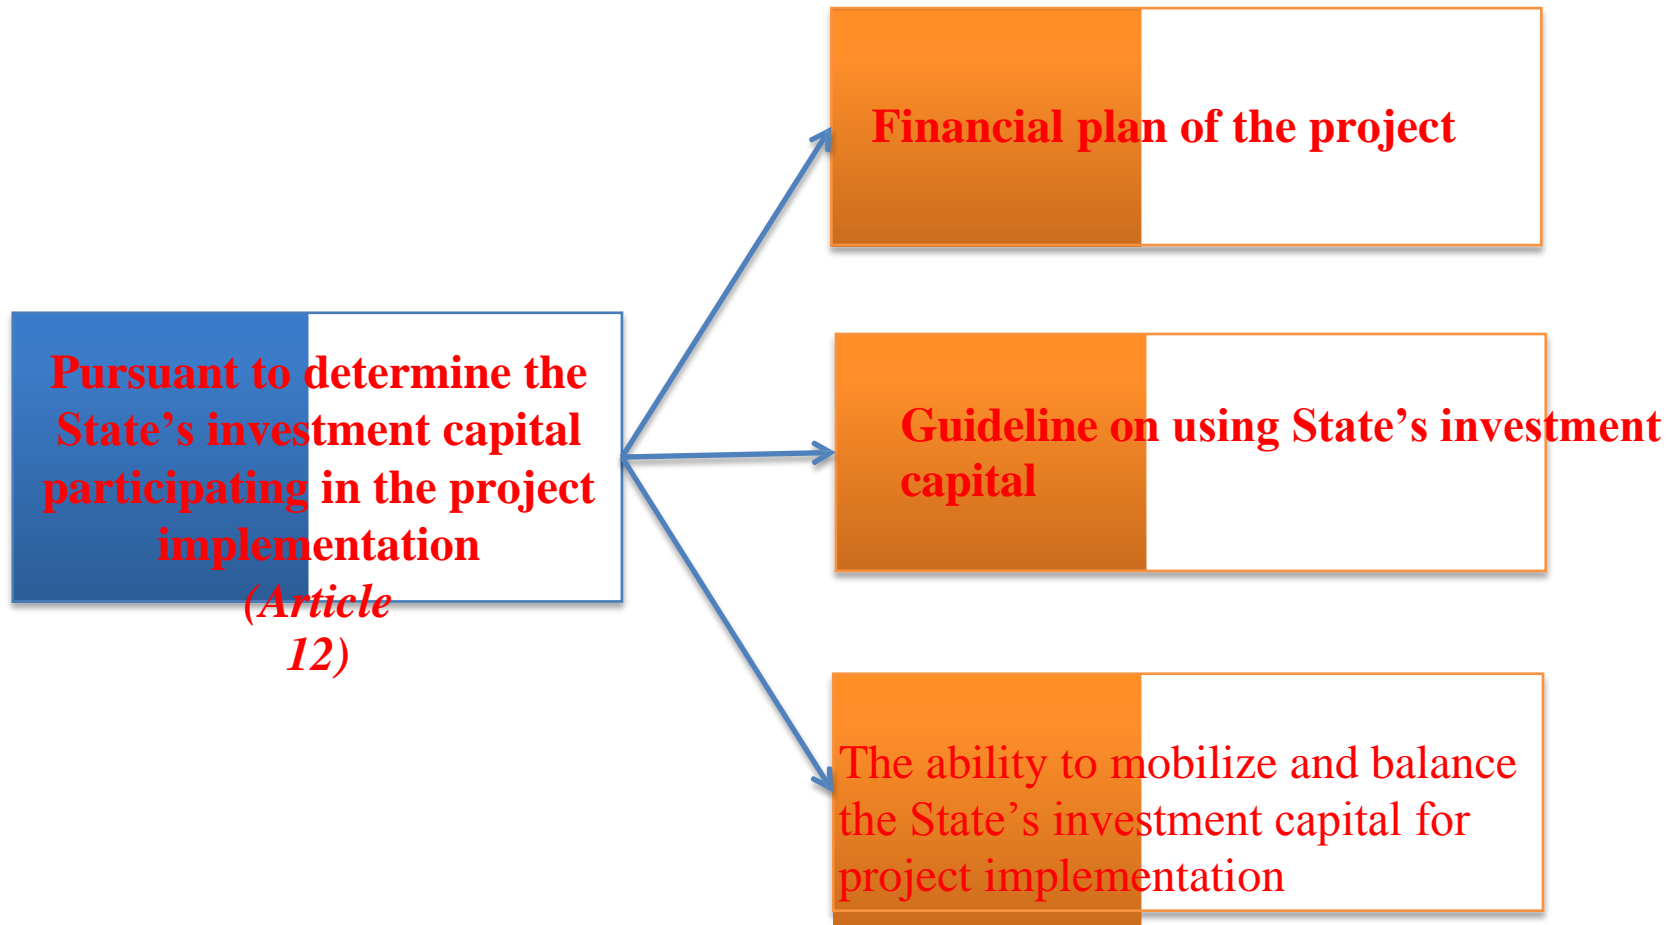 Financial plan of the project
Pursuant to determine the
State’s investment capital
participating in the project
implementation
(Article
12)
Guideline on using State’s investment
capital
The ability to mobilize and balance
the State’s investment capital for
project implementation